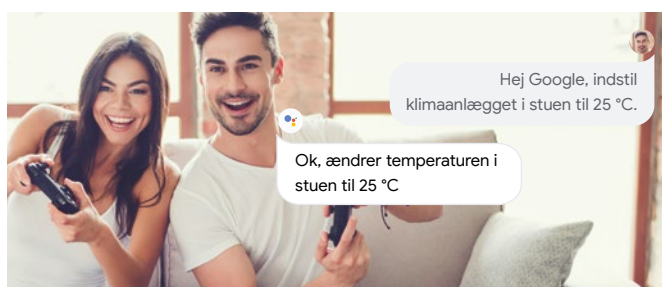 Hej Google, indstil
klimaanlægget i stuen til 25 °C.
Ok, ændrer temperaturen i
stuen til 25 °C